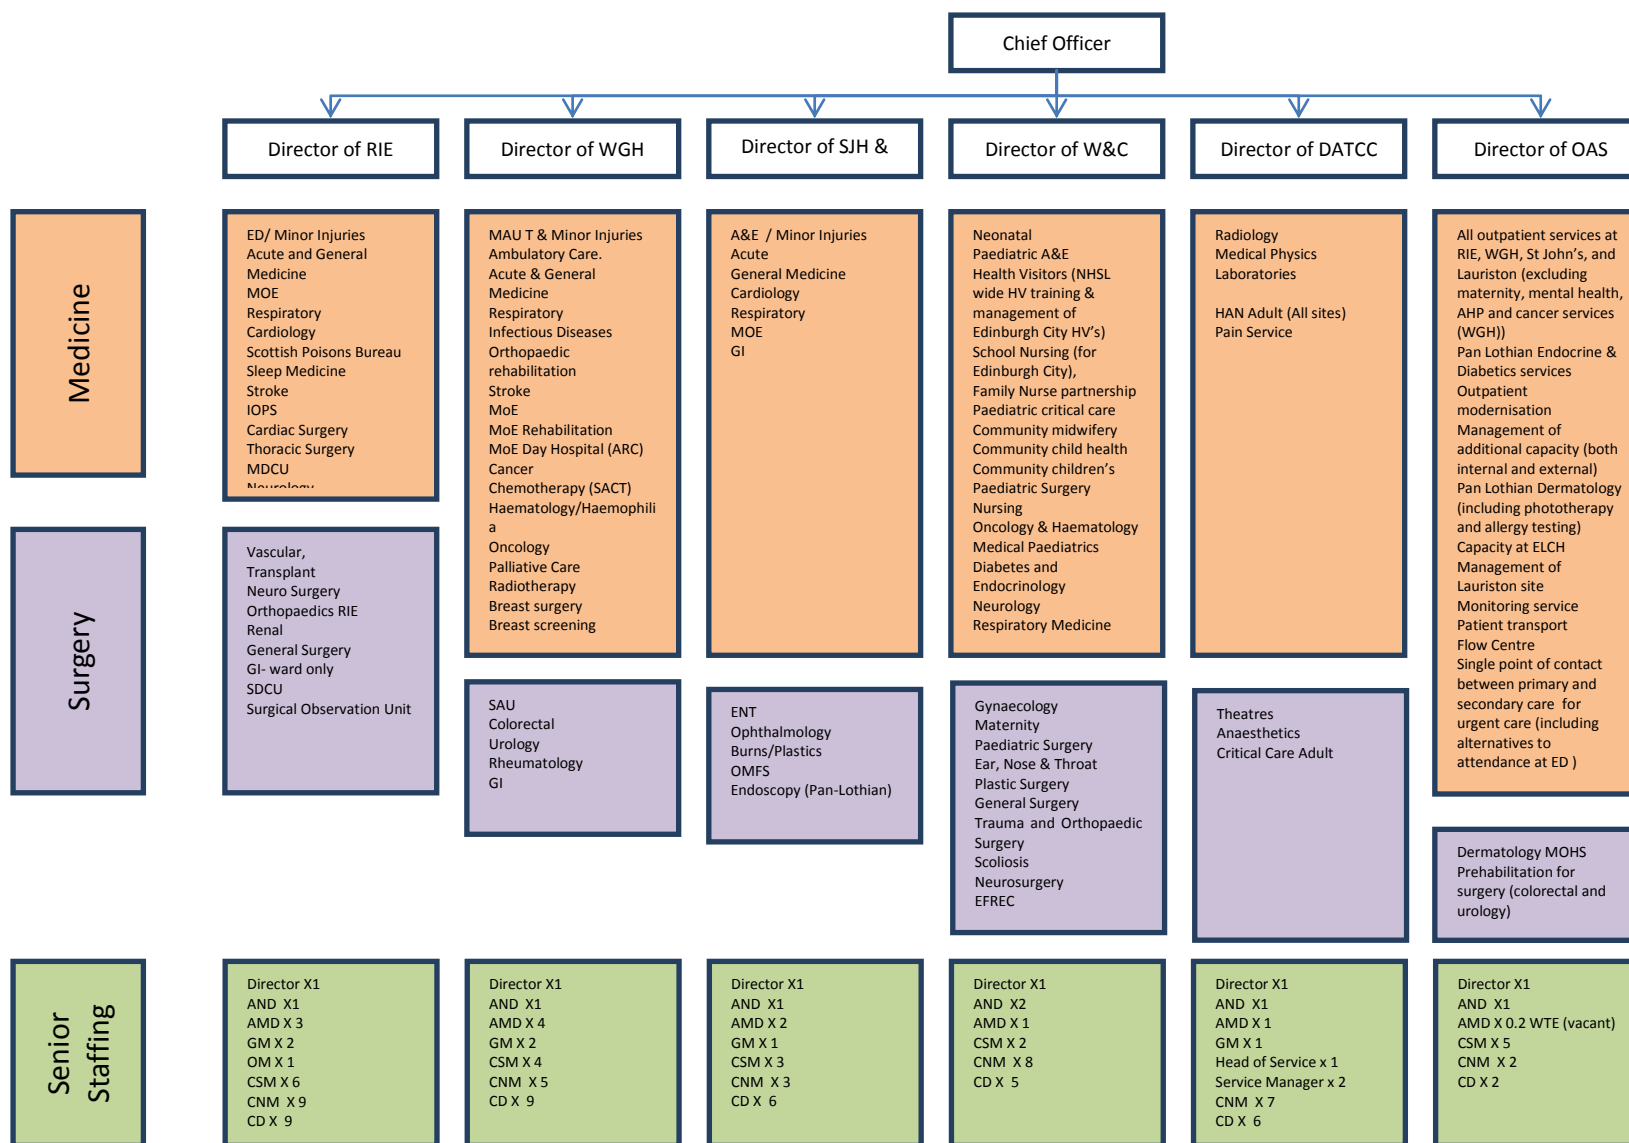 Chief Officer
Director of RIE
Director of WGH
Director of SJH &
Director of W&C
Director of DATCC
Director of OAS
Medicine
ED/ Minor Injuries
Acute and General
Medicine
MOE
Respiratory
Cardiology
Scottish Poisons Bureau
Sleep Medicine
Stroke
IOPS
Cardiac Surgery
Thoracic Surgery
MDCU
Neurology
MAU T & Minor Injuries
Ambulatory Care.
Acute & General
Medicine
Respiratory
Infectious Diseases
Orthopaedic
rehabilitation
Stroke
MoE
MoE Rehabilitation
MoE Day Hospital (ARC)
Cancer
Chemotherapy (SACT)
Haematology/Haemophili
a
Oncology
Palliative Care
Radiotherapy
Breast surgery
Breast screening
A&E / Minor Injuries
Acute
General Medicine
Cardiology
Respiratory
MOE
GI
Neonatal
Paediatric A&E
Health Visitors (NHSL
wide HV training &
management of
Edinburgh City HV's)
School Nursing (for
Edinburgh City),
Family Nurse partnership
Paediatric critical care
Community midwifery
Community child health
Community children's
Paediatric Surgery
Nursing
Oncology & Haematology
Medical Paediatrics
Diabetes and
Endocrinology
Neurology
Respiratory Medicine
Radiology
Medical Physics
Laboratories
HAN Adult (All sites)
Pain Service
All outpatient services at
RIE, WGH, St John's, and
Lauriston (excluding
maternity, mental health,
AHP and cancer services
(WGH))
Pan Lothian Endocrine &
Diabetics services
Outpatient
modernisation
Management of
additional capacity (both
internal and external)
Pan Lothian Dermatology
(including phototherapy
and allergy testing)
Capacity at ELCH
Management of
Lauriston site
Monitoring service
Patient transport
Flow Centre
Single point of contact
between primary and
secondary care for
urgent care (including
alternatives to
attendance at ED )
Surgery
Vascular,
Transplant
Neuro Surgery
Orthopaedics RIE
Renal
General Surgery
GI- ward only
SDCU
Surgical Observation Unit
SAU
Colorectal
Urology
Rheumatology
GI
ENT
Ophthalmology
Burns/Plastics
OMFS
Endoscopy (Pan-Lothian)
Gynaecology
Maternity
Paediatric Surgery
Ear, Nose & Throat
Plastic Surgery
General Surgery
Trauma and Orthopaedic
Surgery
Scoliosis
Neurosurgery
EFREC
Theatres
Anaesthetics
Critical Care Adult
Dermatology MOHS
Prehabilitation for
surgery (colorectal and
urology)
Senior
Staffing
Director X1
AND X1
AMD X 3
GM X 2
OM X 1
CSM X 6
CNM X 9
CD X 9
Director X1
AND X1
AMD X 4
GM X 2
CSM X 4
CNM X 5
CD X 9
Director X1
AND X1
AMD X 2
GM X 1
CSM X 3
CNM X 3
CD X 6
Director X1
AND X2
AMD X 1
CSM X 2
CNM X 8
CD X 5
Director X1
AND X1
AMD X 1
GM X 1
Head of Service x 1
Service Manager x 2
CNM X 7
CD X 6
Director X1
AND X1
AMD X 0.2 WTE (vacant)
CSM X 5
CNM X 2
CD X 2